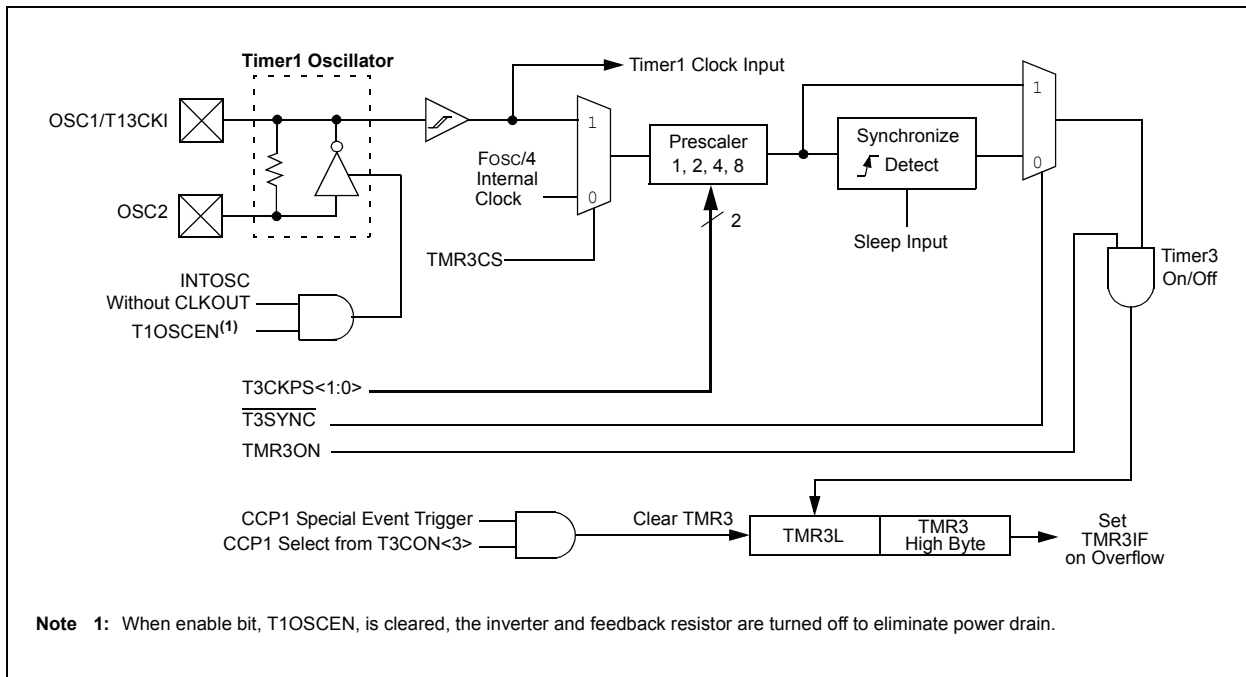 Timer1 Oscillator
Timer1 Clock Input
OSC1/T13CKI
1
1
FOSC/4
Internal
Clock
0
Prescaler
1, 2, 4, 8
Synchronize
Detect
0
OSC2
2
Sleep Input
TMR3CS
Timer3
On/Off
INTOSC
Without CLKOUT
T1OSCEN(1)
T3CKPS<1:0>
T3SYNC
TMR3ON
CCP1 Special Event Trigger
CCP1 Select from T3CON<3>
Clear TMR3
TMR3L
TMR3
High Byte
Set
TMR3IF
on Overflow
Note 1: When enable bit, T1OSCEN, is cleared, the inverter and feedback resistor are turned off to eliminate power drain.